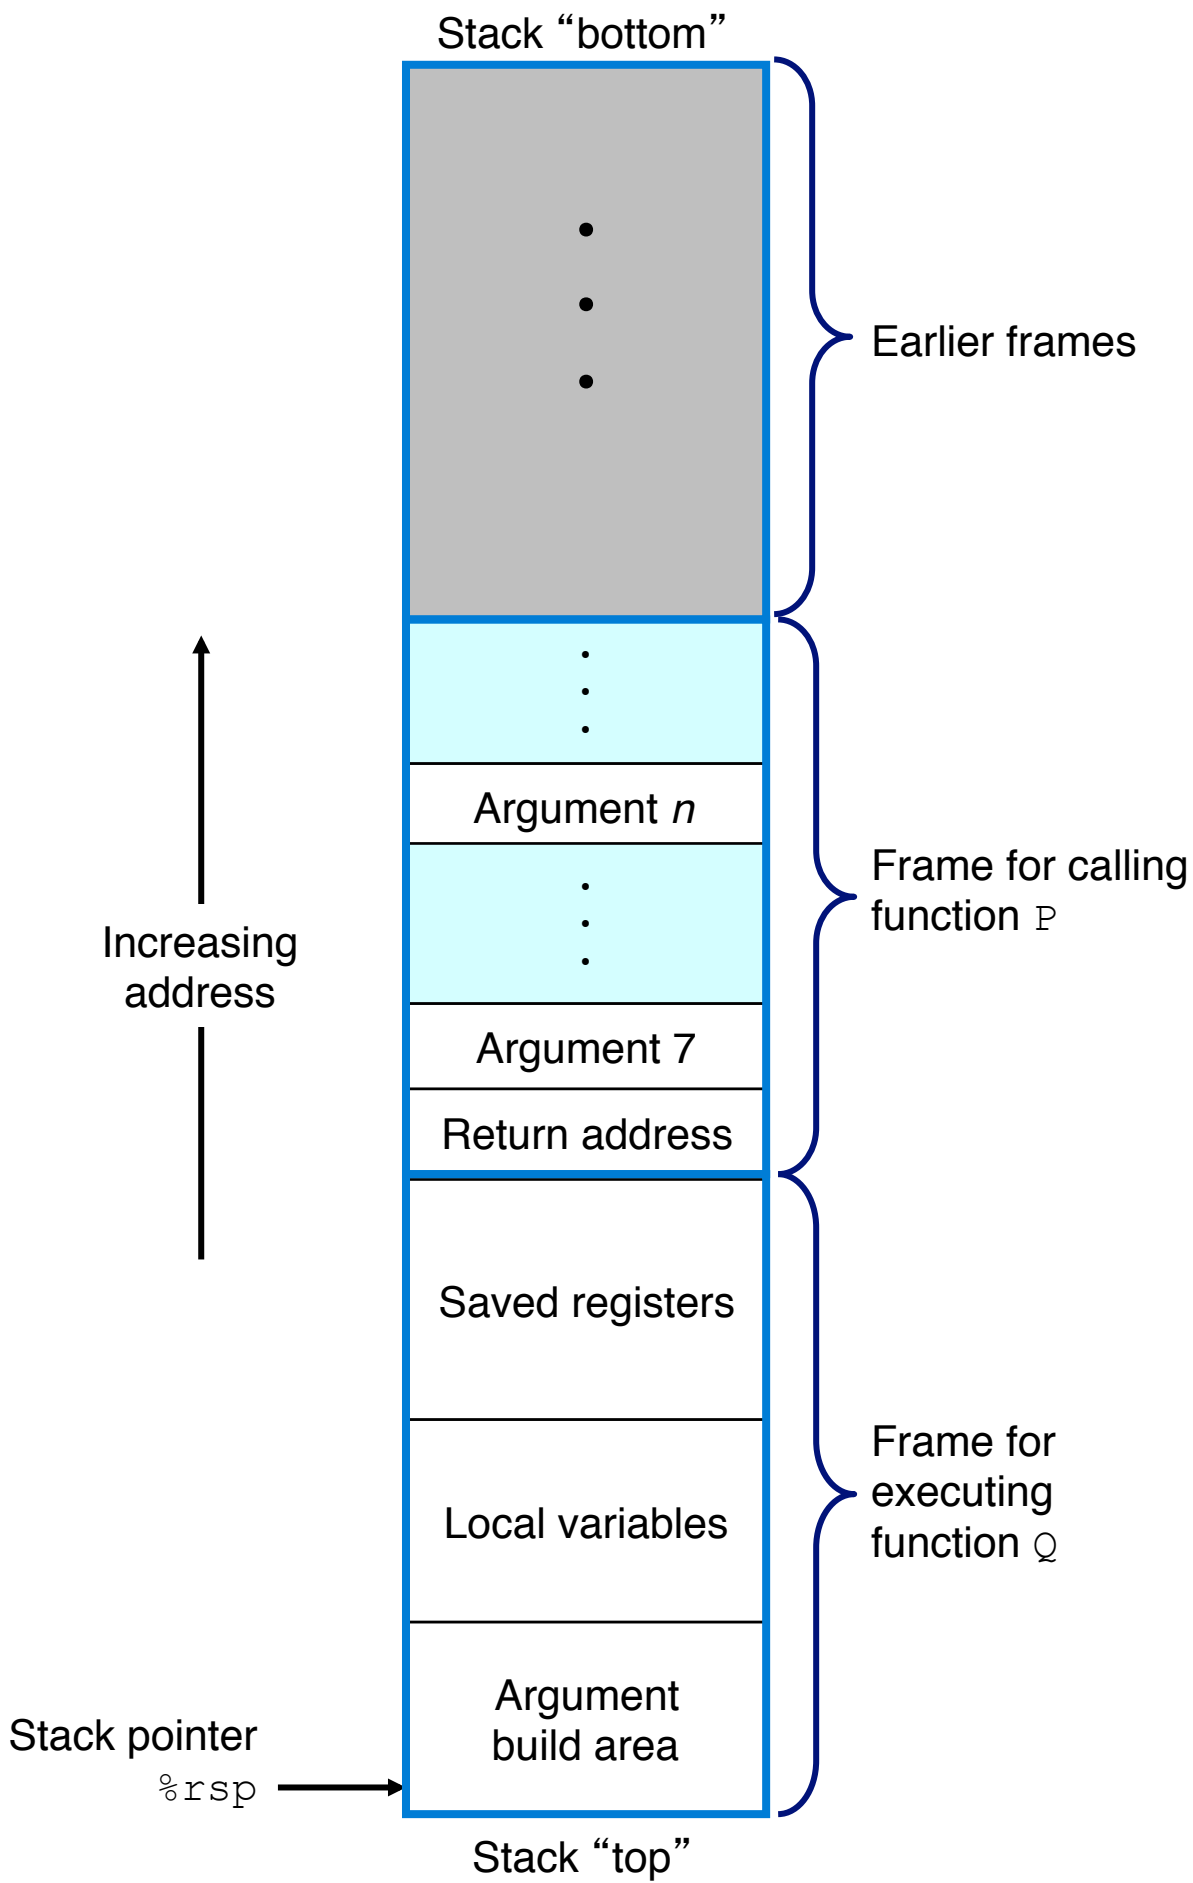 Stack “bottom”
Earlier frames
Argument n
Frame for calling
function P
Increasing
address
Argument 7
Return address
Saved registers
Frame for
executing
function Q
Local variables
Argument
build area
Stack pointer
%rsp
Stack “top”